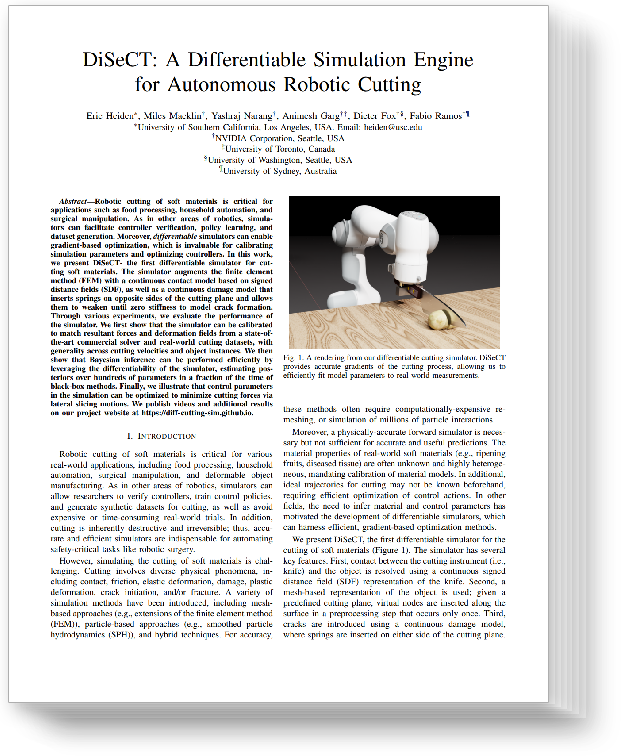 DiSeCT: A Differentiable Simulation Engine
for Autonomous Robotic Cutting
Eric Heiden*, Miles Macklin†, Yashraj Narang†, Animesh Garg†‡, Dieter Fox†§, Fabio Ramos†¶
*University of Southern California, Los Angeles, USA. Email: heiden@usc.edu
†NVIDIA Corporation, Seattle, USA
‡University of Toronto, Canada
§University of Washington, Seattle, USA
¶University of Sydney, Australia
Abstract—Robotic cutting of soft materials is critical for
applications such as food processing, household automation, and
surgical manipulation. As in other areas of robotics, simula-
tors can facilitate controller verification, policy learning, and
dataset generation. Moreover, differentiable simulators can enable
gradient-based optimization, which is invaluable for calibrating
simulation parameters and optimizing controllers. In this work,
we present DiSeCT- the first differentiable simulator for cut-
ting soft materials. The simulator augments the finite element
method (FEM) with a continuous contact model based on signed
distance fields (SDF), as well as a continuous damage model that
inserts springs on opposite sides of the cutting plane and allows
them to weaken until zero stiffness to model crack formation.
Through various experiments, we evaluate the performance of
the simulator. We first show that the simulator can be calibrated
to match resultant forces and deformation fields from a state-of-
the-art commercial solver and real-world cutting datasets, with
generality across cutting velocities and object instances. We then
show that Bayesian inference can be performed efficiently by
leveraging the differentiability of the simulator, estimating pos-
teriors over hundreds of parameters in a fraction of the time of
black-box methods. Finally, we illustrate that control parameters
in the simulation can be optimized to minimize cutting forces via
lateral slicing motions. We publish videos and additional results
on our project website at https://diff-cutting-sim.github.io.
I. INTRODUCTION
Robotic cutting of soft materials is critical for various
real-world applications, including food processing, household
automation, surgical manipulation, and deformable object
manufacturing. As in other areas of robotics, simulators can
allow researchers to verify controllers, train control policies,
and generate synthetic datasets for cutting, as well as avoid
expensive or time-consuming real-world trials. In addition,
cutting is inherently destructive and irreversible; thus, accu-
rate and efficient simulators are indispensable for automating
safety-critical tasks like robotic surgery.
However, simulating the cutting of soft materials is chal-
lenging. Cutting involves diverse physical phenomena, in-
cluding contact, friction, elastic deformation, damage, plastic
deformation, crack initiation, and/or fracture. A variety of
simulation methods have been introduced, including mesh-
based approaches (e.g., extensions of the finite element method
(FEM)), particle-based approaches (e.g., smoothed particle
hydrodynamics (SPH)), and hybrid techniques. For accuracy,
Fig. 1. A rendering from our differentiable cutting simulator. DiSeCT
provides accurate gradients of the cutting process, allowing us to
efficiently fit model parameters to real-world measurements.
these methods often require computationally-expensive re-
meshing, or simulation of millions of particle interactions.
Moreover, a physically-accurate forward simulator is neces-
sary but not sufficient for accurate and useful predictions. The
material properties of real-world soft materials (e.g., ripening
fruits, diseased tissue) are often unknown and highly heteroge-
neous, mandating calibration of material models. In additional,
ideal trajectories for cutting may not be known beforehand,
requiring efficient optimization of control actions. In other
fields, the need to infer material and control parameters has
motivated the development of differentiable simulators, which
can harness efficient, gradient-based optimization methods.
We present DiSeCT, the first differentiable simulator for the
cutting of soft materials (Figure 1). The simulator has several
key features. First, contact between the cutting instrument (i.e.,
knife) and the object is resolved using a continuous signed
distance field (SDF) representation of the knife. Second, a
mesh-based representation of the object is used; given a
predefined cutting plane, virtual nodes are inserted along the
surface in a preprocessing step that occurs only once. Third,
cracks are introduced using a continuous damage model,
where springs are inserted on either side of the cutting plane.